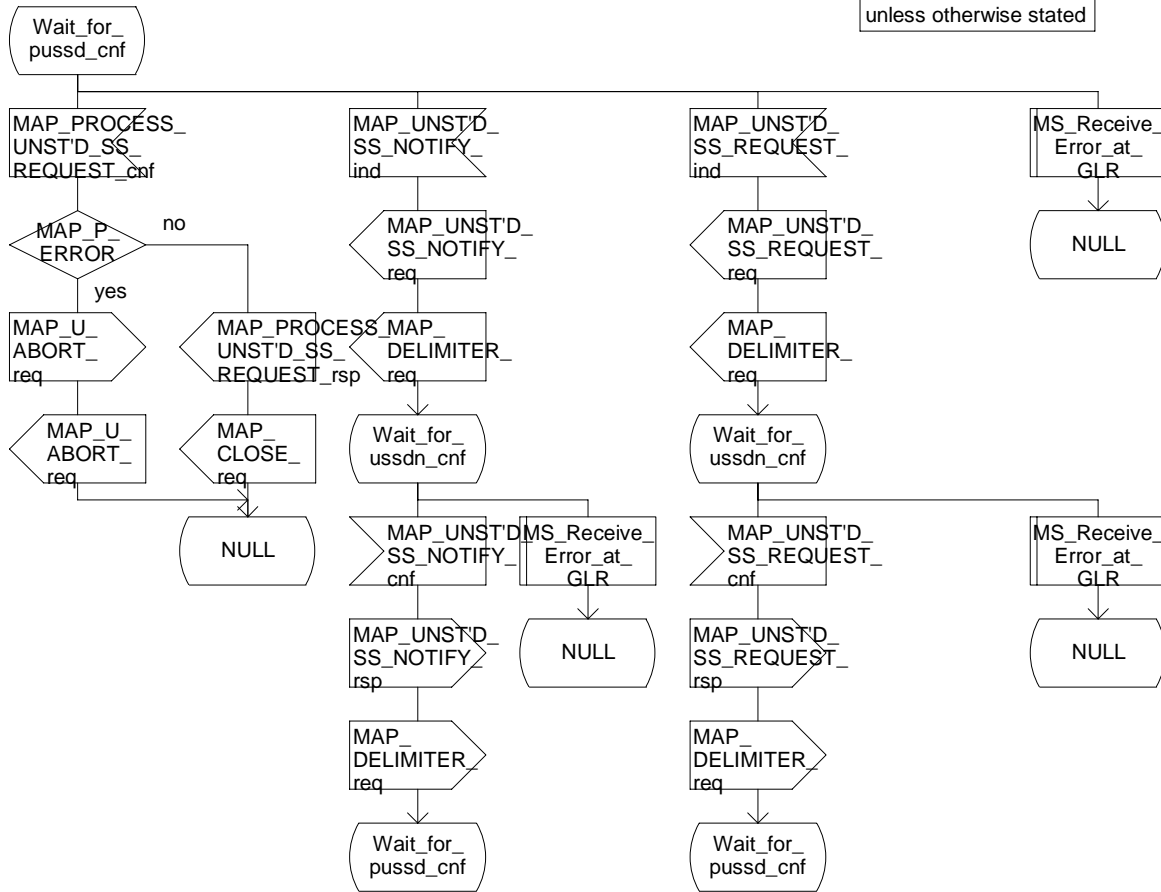 unless otherwise stated
Wait_for_
pussd_cnf
MAP_PROCESS_
UNST'D_SS_
REQUEST_cnf
MAP_UNST'D_
SS_NOTIFY_
ind
MAP_UNST'D_
SS_REQUEST_
ind
MS_Receive_
Error_at_
GLR
MAP_P_
ERROR
no
yes
MAP_UNST'D_
SS_NOTIFY_
req
MAP_UNST'D_
SS_REQUEST_
req
NULL
MAP_U_
ABORT_
req
MAP_PROCESS_
UNST'D_SS_
REQUEST_rsp
MAP_
DELIMITER_
req
MAP_
DELIMITER_
req
MAP_U_
ABORT_
req
MAP_
CLOSE_
req
Wait_for_
ussdn_cnf
Wait_for_
ussdn_cnf
NULL
MAP_UNST'D_
SS_NOTIFY_
cnf
MS_Receive_
Error_at_
GLR
MAP_UNST'D_
SS_REQUEST_
cnf
MS_Receive_
Error_at_
GLR
MAP_UNST'D_
SS_NOTIFY_
rsp
NULL
MAP_UNST'D_
SS_REQUEST_
rsp
NULL
MAP_
DELIMITER_
req
MAP_
DELIMITER_
req
Wait_for_
pussd_cnf
Wait_for_
pussd_cnf